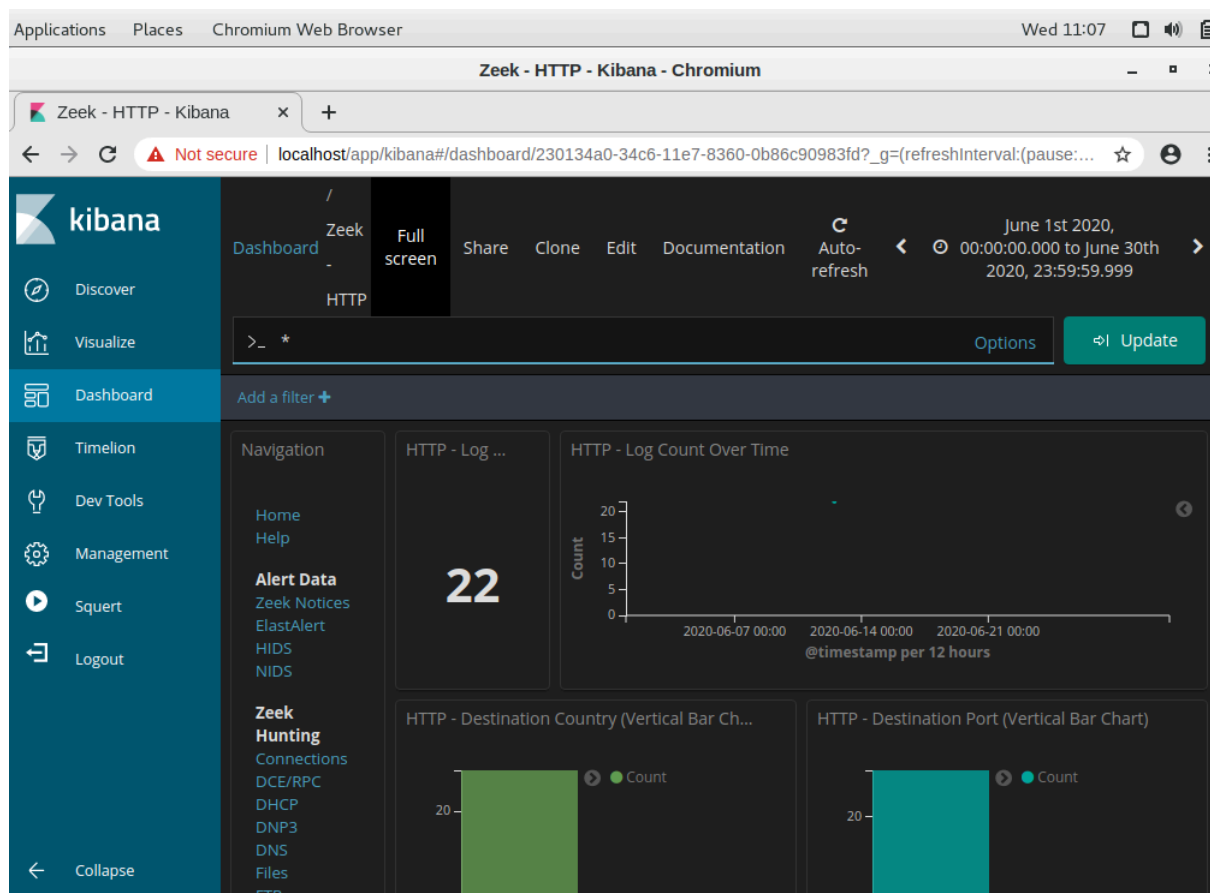 Applications Places Chromium Web Browser Wed 11:07
Zeek - HTTP - Kibana - Chromium
Zeek - HTTP - Kibana
Not secure localhost/app/kibana#/dashboard/230134a0-34c6-11e7-8360-0b86c90983fd?_g=(refreshInterval:(pause:...
kibana
Discover
Visualize
Dashboard
Timelion
Dev Tools
Management
Squert
Logout
Collapse
Dashboard
/
Zeek
-
HTTP
Full
screen
Share
Clone
Edit
Documentation
Auto-
refresh
June 1st 2020,
00:00:00.000 to June 30th
2020, 23:59:59.999
>_ *
Options
Update
Add a filter +
Navigation
Home
Help
Alert Data
Zeek Notices
ElastAlert
HIDS
NIDS
Zeek
Hunting
Connections
DCE/RPC
DHCP
DNP3
DNS
Files
HTTP - Log ...
22
HTTP - Log Count Over Time
Count
20
15
10
5
0
2020-06-07 00:00 2020-06-14 00:00 2020-06-21 00:00
@timestamp per 12 hours
HTTP - Destination Country (Vertical Bar Ch...
20
Count
HTTP - Destination Port (Vertical Bar Chart)
20
Count